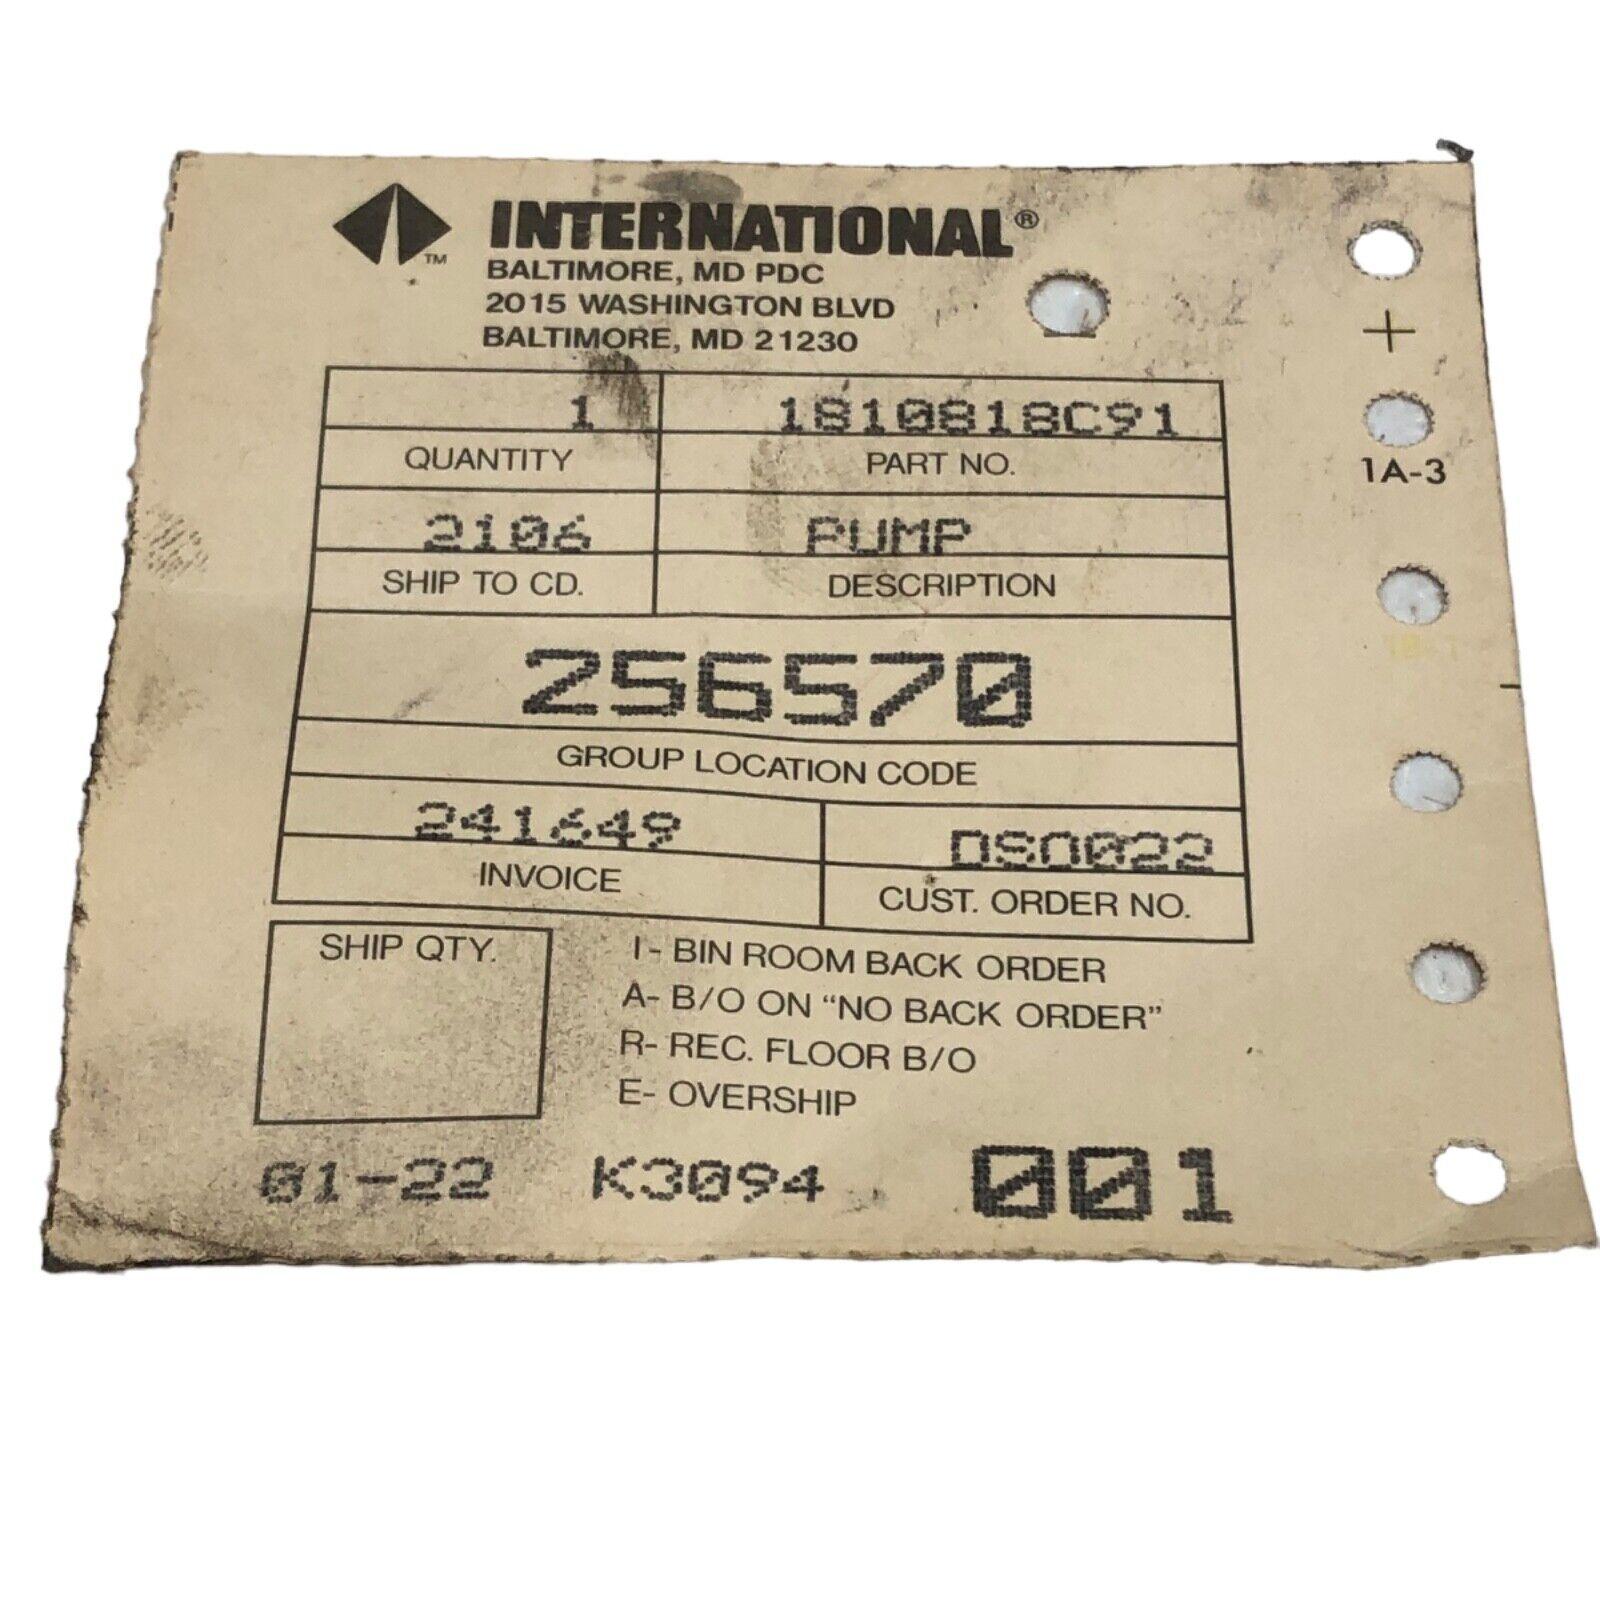 INTERNATIONAL®
™
BALTIMORE, MD PDC
2015 WASHINGTON BLVD
BALTIMORE, MD 21230
1 1810818C91
QUANTITY PART NO.
1A-3
2106 PUMP
SHIP TO CD. DESCRIPTION
256570
GROUP LOCATION CODE
241649 DSO022
INVOICE CUST. ORDER NO.
SHIP QTY.
I- BIN ROOM BACK ORDER
A- B/O ON “NO BACK ORDER”
R- REC. FLOOR B/O
E- OVERSHIP
01-22 K3094 001